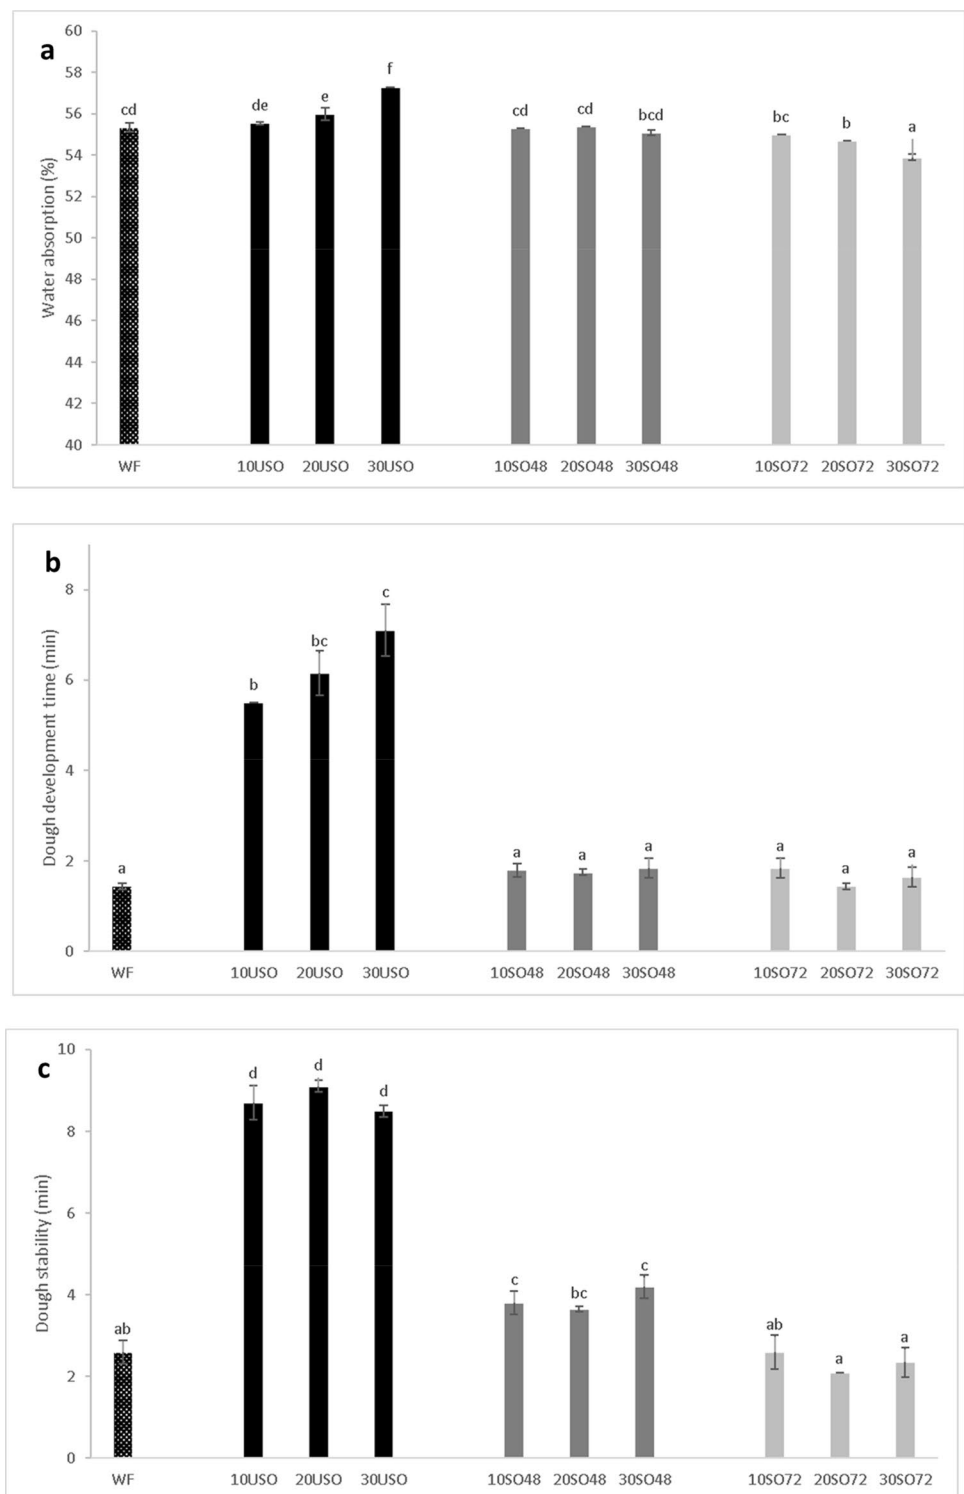 a
Water absorption (%)
60
58
56
54
52
50
48
46
44
42
40
cd
de
e
f
cd
cd
bcd
bc
b
a
WF 10USO 20USO 30USO 10SO48 20SO48 30SO48 10SO72 20SO72 30SO72
b
Dough development time (min)
8
6
4
2
0
a
b
bc
c
a
a
a
a
a
a
WF 10USO 20USO 30USO 10SO48 20SO48 30SO48 10SO72 20SO72 30SO72
c
Dough stability (min)
10
8
6
4
2
0
ab
d
d
d
c
bc
c
ab
a
a
WF 10USO 20USO 30USO 10SO48 20SO48 30SO48 10SO72 20SO72 30SO72